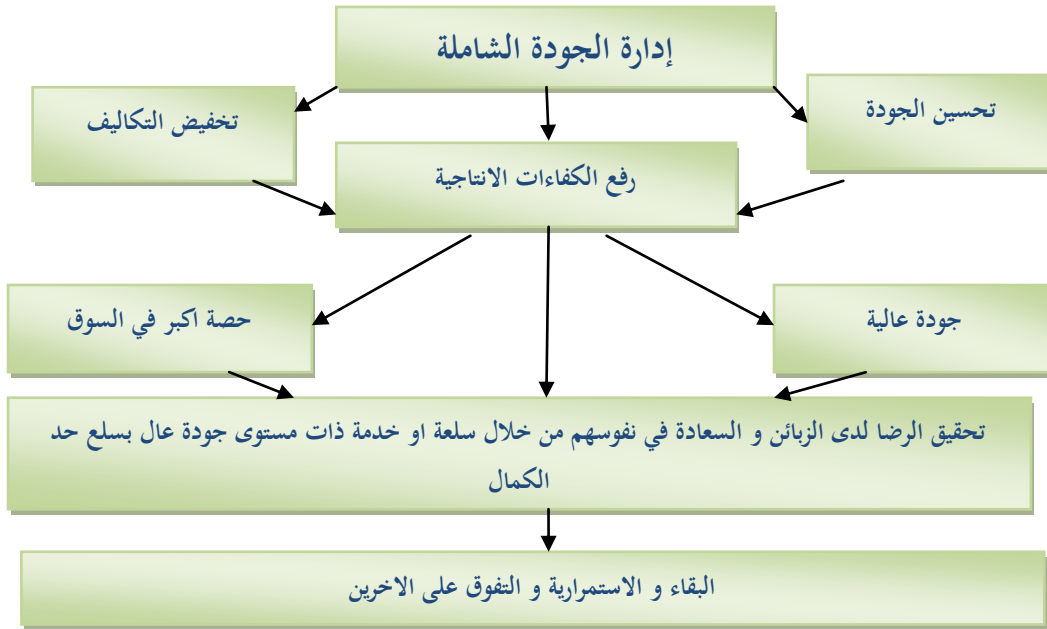 إدارة الجودة الشاملة
تحسين الجودة
تخفيض التكاليف
رفع الكفاءات الانتاجية
جودة عالية
حصة اكبر في السوق
تحقيق الرضا لدى الزبائن و السعادة في نفوسهم من خلال سلعة او خدمة ذات مستوى جودة عال بسلع حد
الكمال
البقاء و الاستمرارية و التفوق على الاخرين